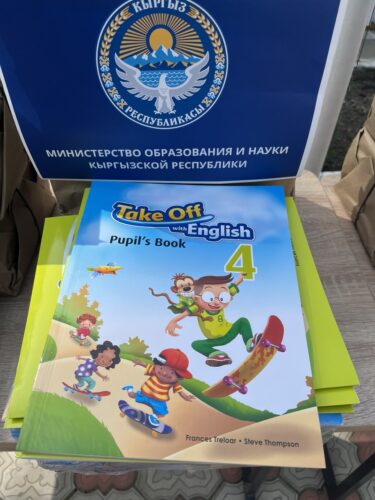 КЫРГЫЗ
РЕСПУБЛИКАСЫ
МИНИСТЕРСТВО ОБРАЗОВАНИЯ И НАУКИ
КЫРГЫЗСКОЙ РЕСПУБЛИКИ
Take Off
with English
Pupil's Book 4
Frances Treloar • Steve Thompson